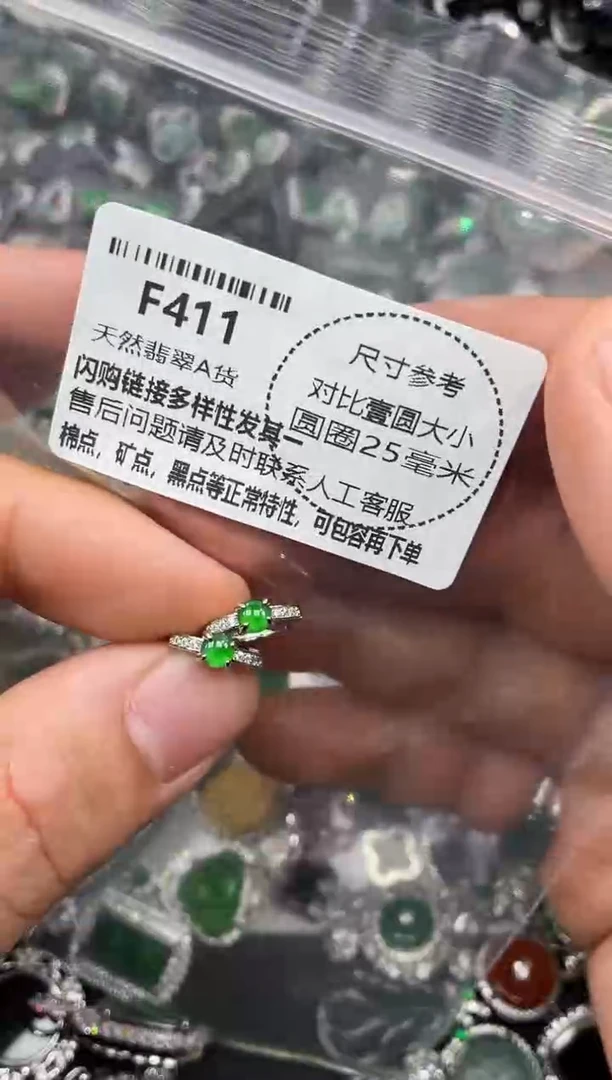 F411
天然翡翠A货
闪购链接多样性发其一
售后问题请及时联系人工客服
棉点，矿点，黑点等正常特性，可包容再下单
尺寸参考
对比壹圆大小
圆圈25毫米